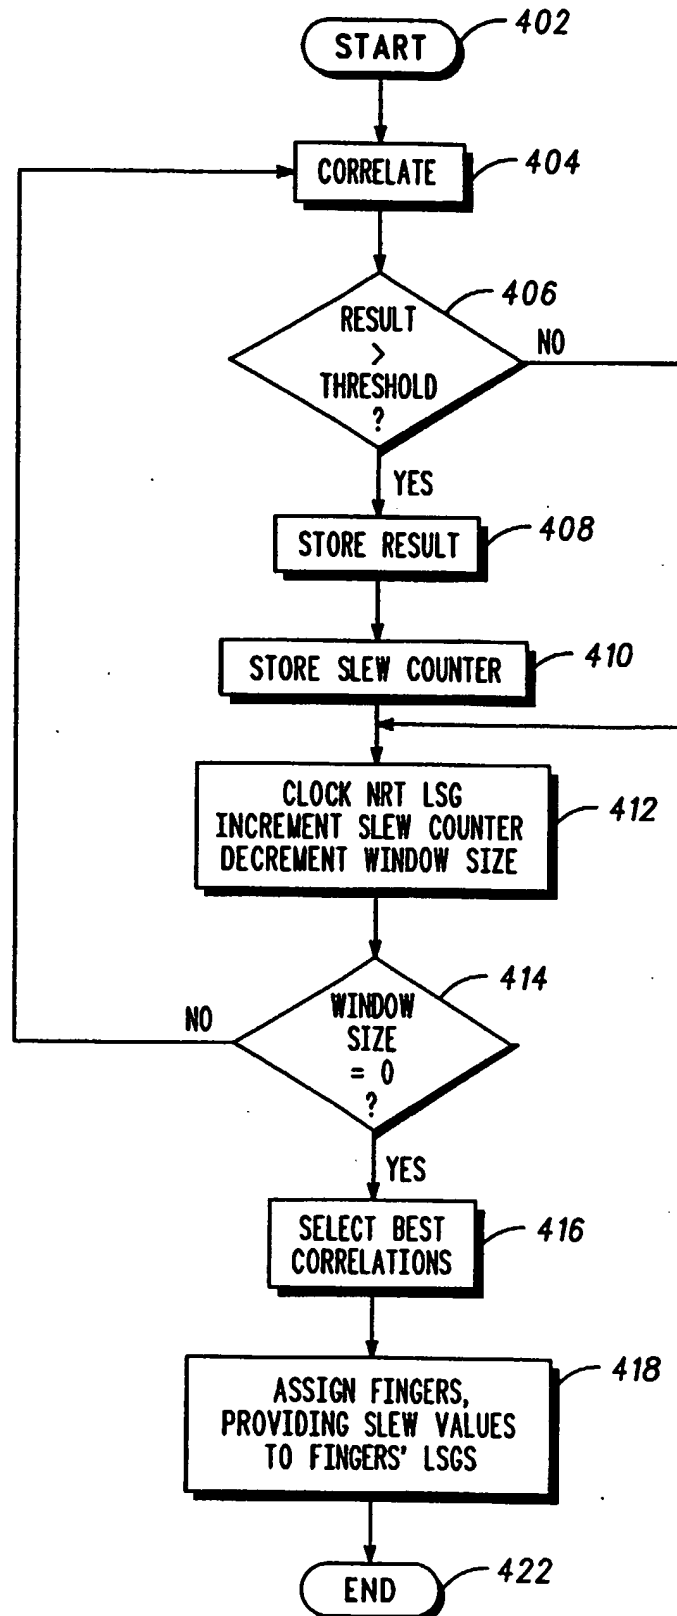 START
402
CORRELATE
404
406
RESULT
>
THRESHOLD
?
NO
YES
STORE RESULT
408
STORE SLEW COUNTER
410
CLOCK NRT LSG
INCREMENT SLEW COUNTER
DECREMENT WINDOW SIZE
412
414
WINDOW
SIZE
= 0
?
NO
YES
SELECT BEST
CORRELATIONS
416
418
ASSIGN FINGERS,
PROVIDING SLEW VALUES
TO FINGERS' LSGS
END
422